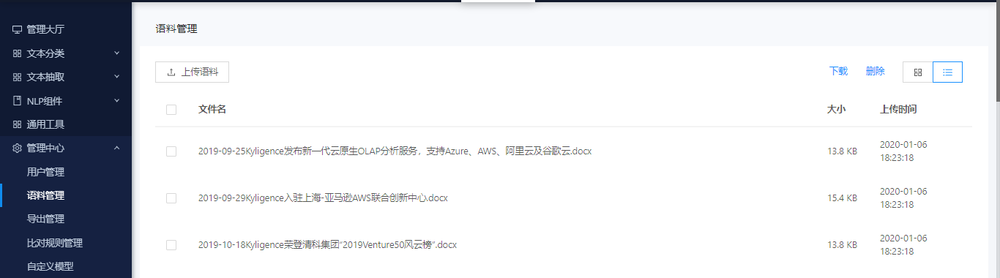 管理大厅
文本分类
文本抽取
NLP组件
通用工具
管理中心
用户管理
语料管理
导出管理
比对规则管理
自定义模型
语料管理
上传语料
下载 删除
文件名 大小 上传时间
2019-09-25Kyligence发布新一代云原生OLAP分析服务，支持Azure、AWS、阿里云及谷歌云.docx 13.8 KB 2020-01-06
18:23:18
2019-09-29Kyligence入驻上海-亚马逊AWS联合创新中心.docx 15.4 KB 2020-01-06
18:23:18
2019-10-18Kyligence荣登清科集团“2019Venture50风云榜”.docx 13.8 KB 2020-01-06
18:23:18